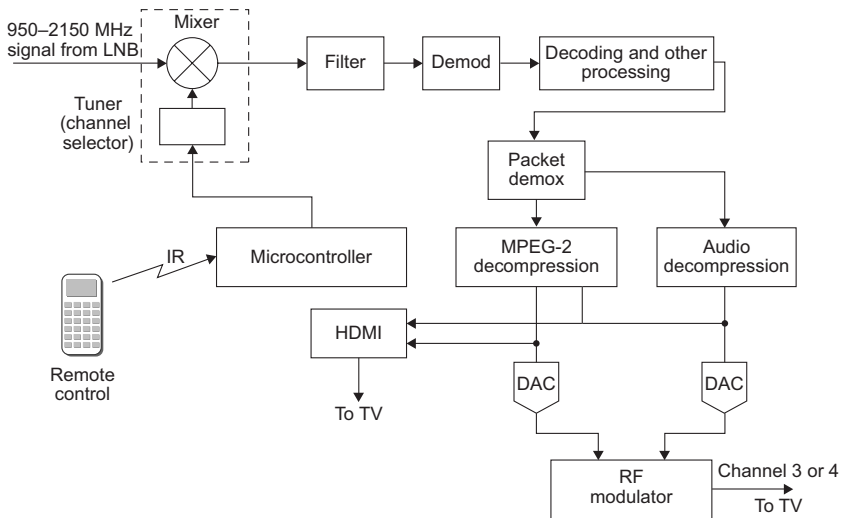 950–2150 MHz
signal from LNB
Mixer
Tuner
(channel
selector)
Filter
Demod
Decoding and other
processing
Packet
demox
Microcontroller
IR
MPEG-2
decompression
Audio
decompression
Remote
control
HDMI
To TV
DAC
DAC
RF
modulator
Channel 3 or 4
To TV